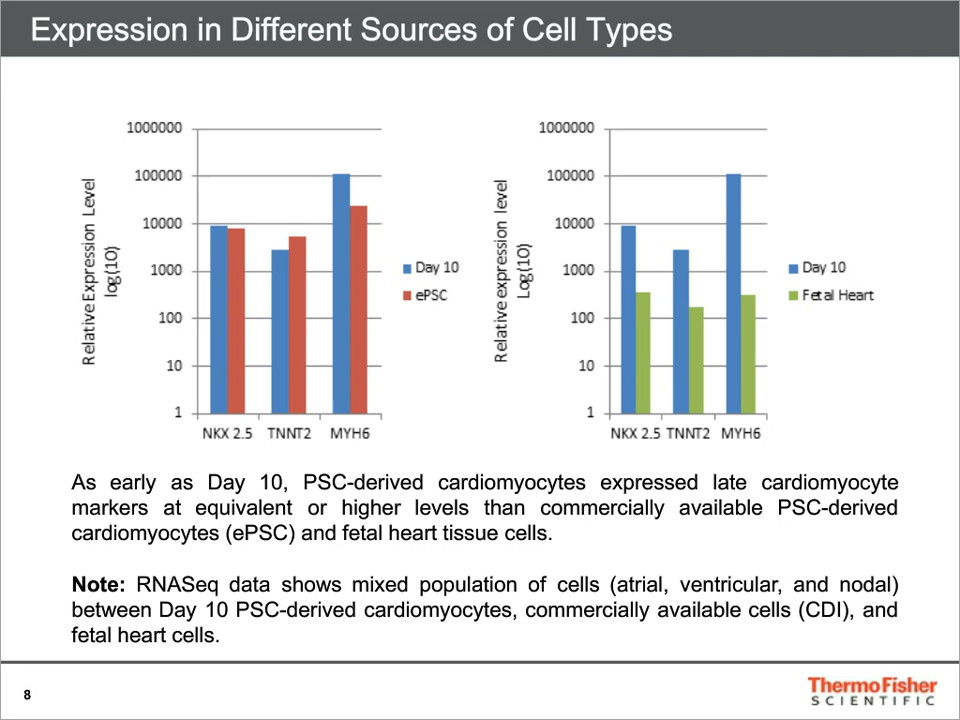 Expression in Different Sources of Cell Types
1000000
100000
10000
1000
100
10
1
Relative Expression Level
log(10)
NKX 2.5 TNNT2 MYH6
Day 10
ePSC
1000000
100000
10000
1000
100
10
1
Relative expression level
Log(10)
NKX 2.5 TNNT2 MYH6
Day 10
Fetal Heart
As early as Day 10, PSC-derived cardiomyocytes expressed late cardiomyocyte
markers at equivalent or higher levels than commercially available PSC-derived
cardiomyocytes (ePSC) and fetal heart tissue cells.
Note: RNASeq data shows mixed population of cells (atrial, ventricular, and nodal)
between Day 10 PSC-derived cardiomyocytes, commercially available cells (CDI), and
fetal heart cells.
8
ThermoFisher
SCIENTIFIC